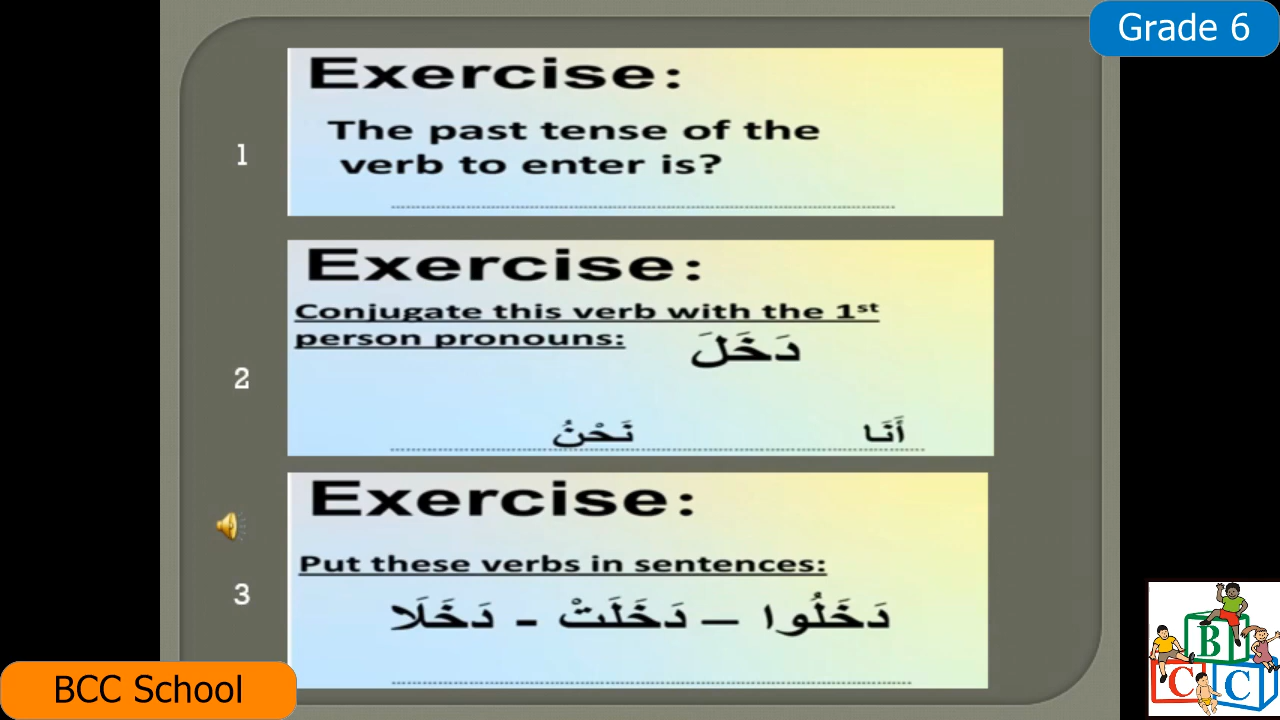 Grade 6
Exercise:
The past tense of the
verb to enter is?
1
Exercise:
Conjugate this verb with the 1st
person pronouns:
دَخَلَ
2
أَنَا نَحْنُ
Exercise:
Put these verbs in sentences:
3
دَخَلُوا – دَخَلَتْ - دَخَلَا
BCC School
B
C C